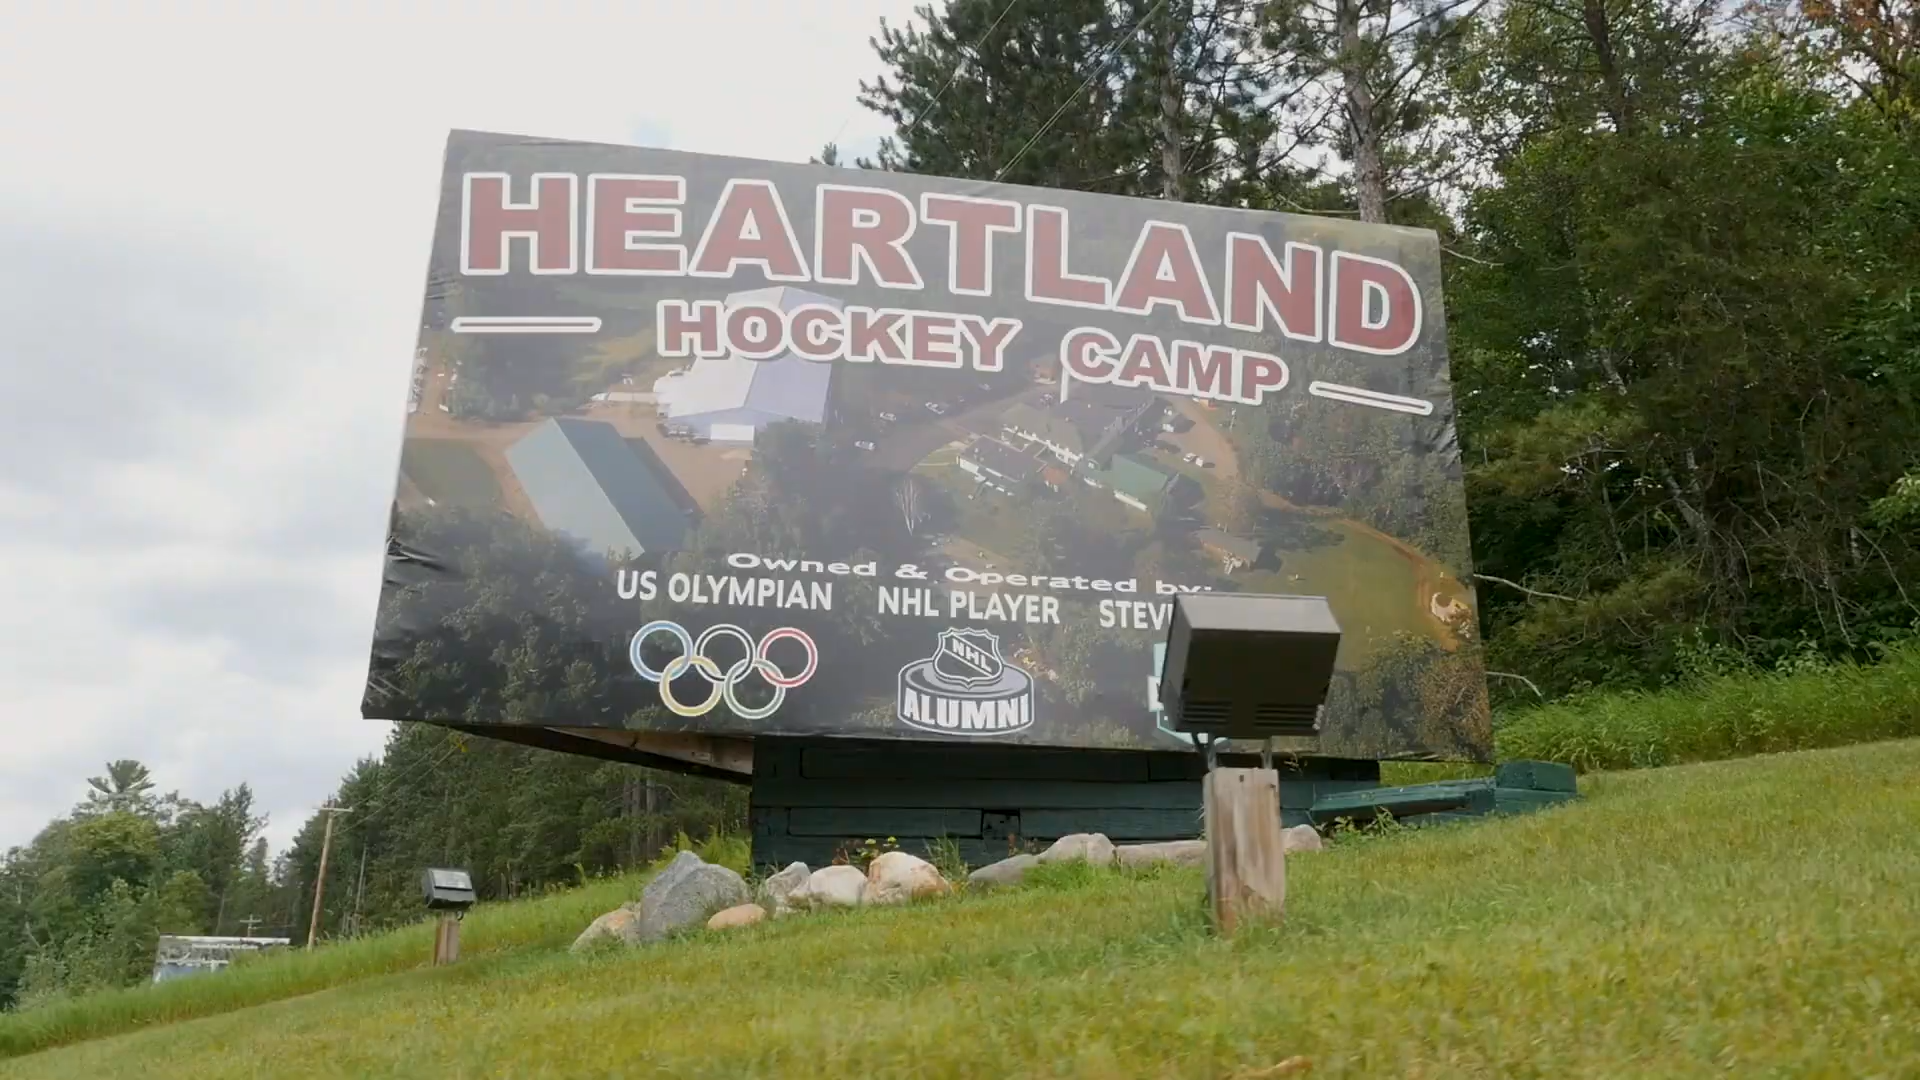 HEARTLAND
HOCKEY CAMP
Owned & Operated by:
US OLYMPIAN NHL PLAYER
NHL
ALUMNI